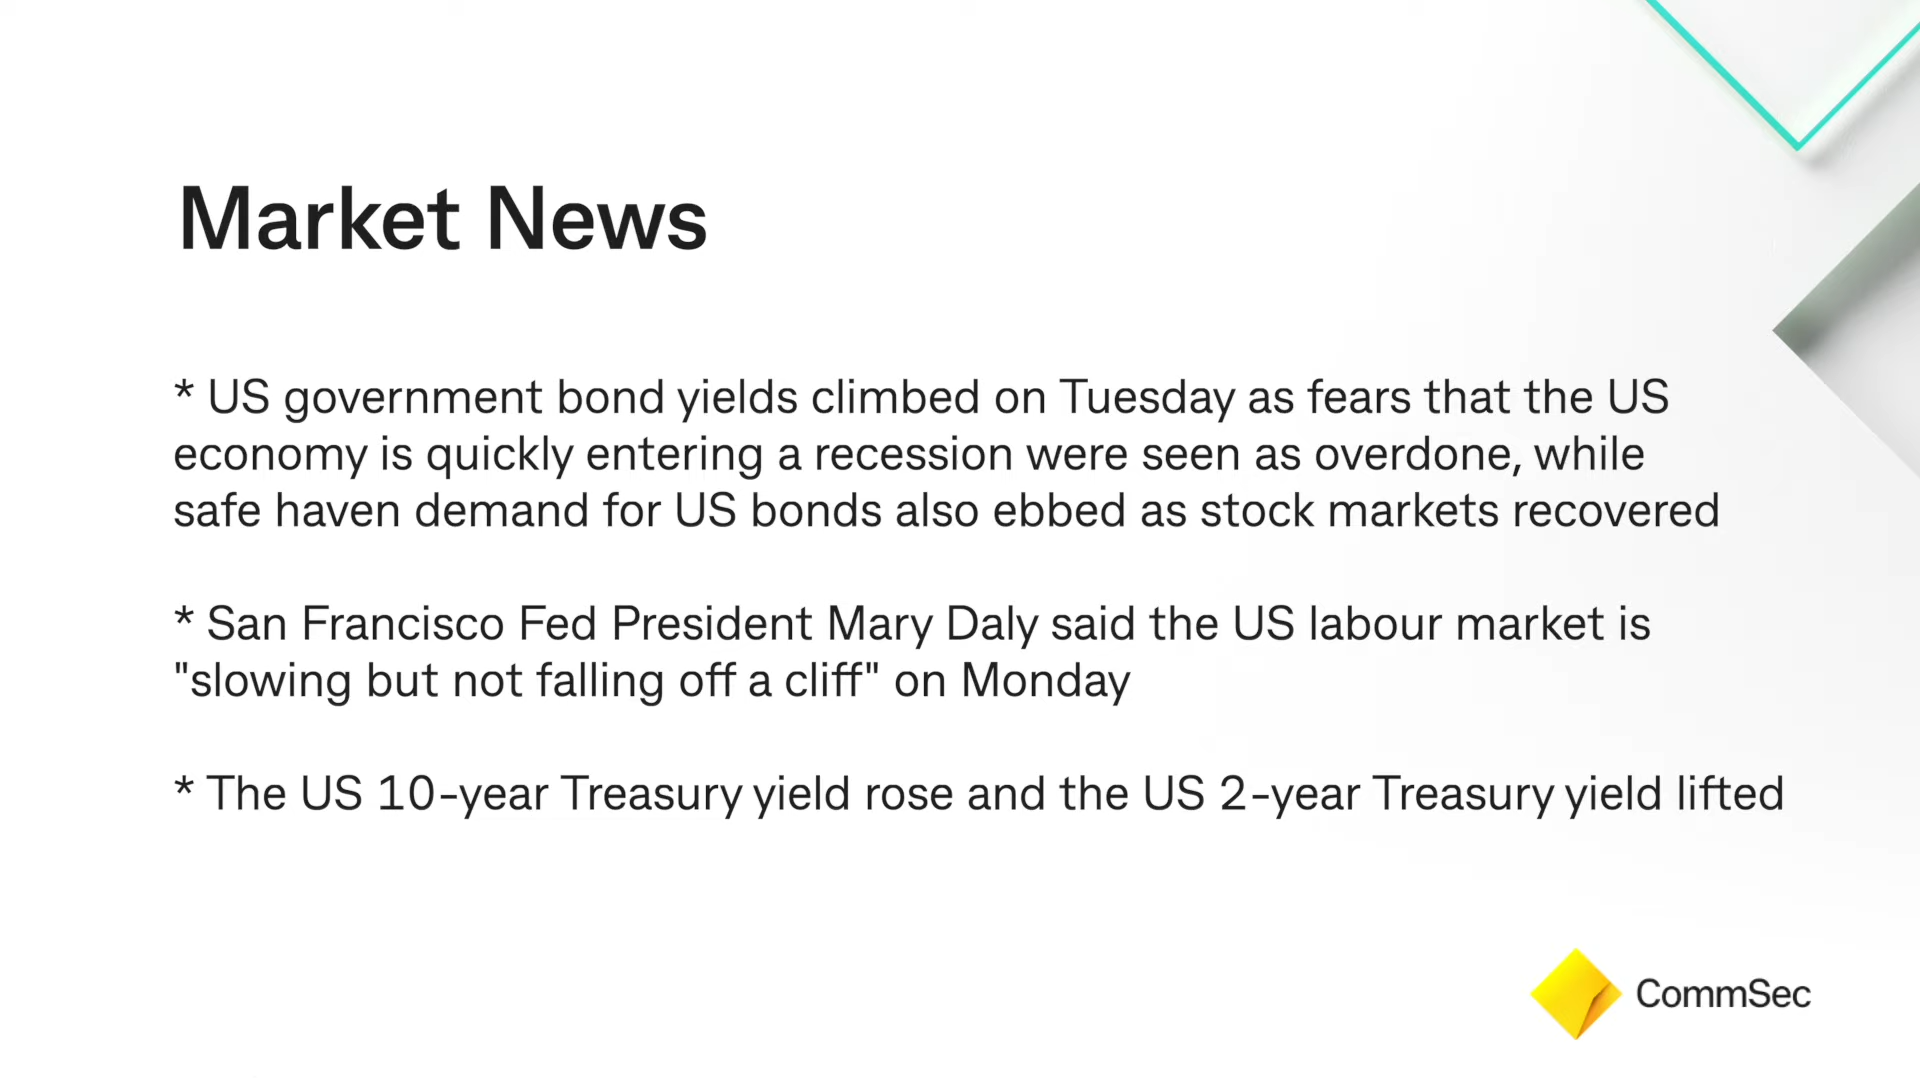 Market News
* US government bond yields climbed on Tuesday as fears that the US
economy is quickly entering a recession were seen as overdone, while
safe haven demand for US bonds also ebbed as stock markets recovered
* San Francisco Fed President Mary Daly said the US labour market is
"slowing but not falling off a cliff" on Monday
* The US 10-year Treasury yield rose and the US 2-year Treasury yield lifted
CommSec